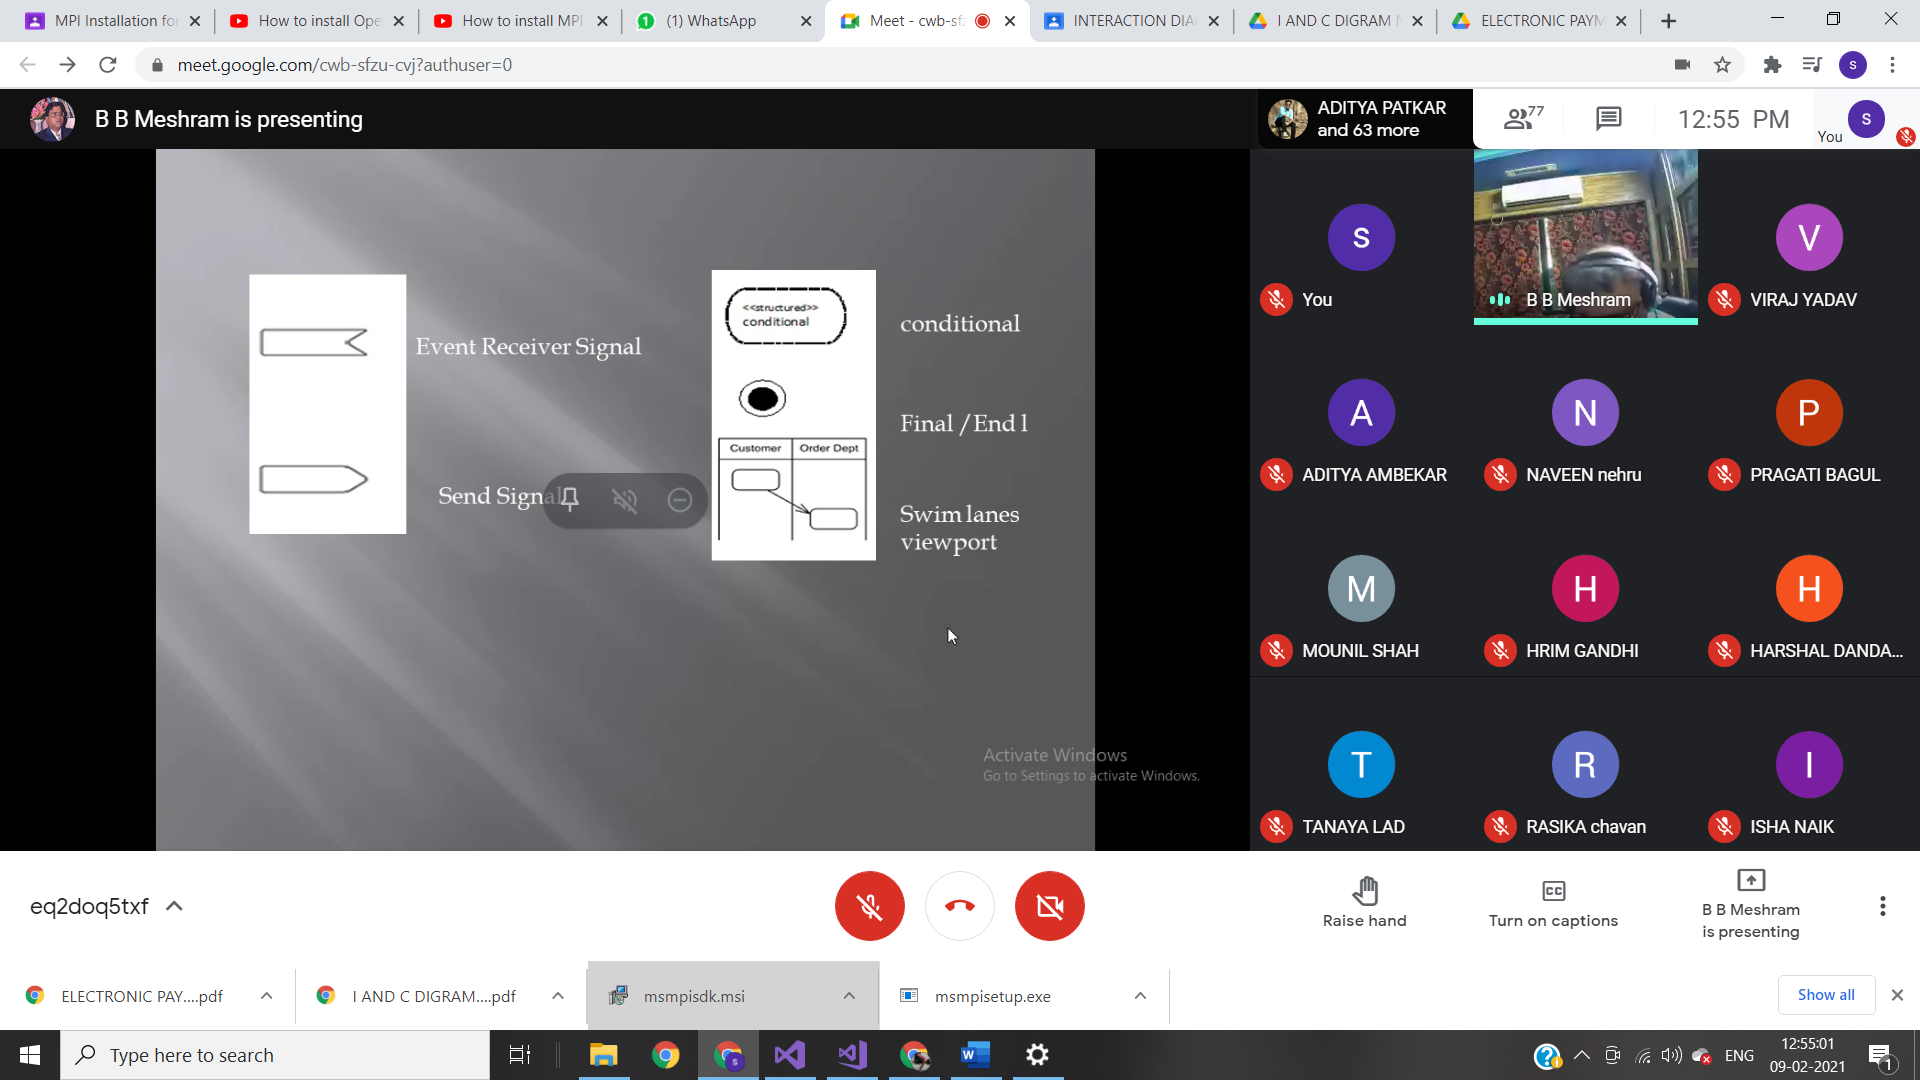 MPI Installation fo
How to install Ope
How to install MPI
(1) WhatsApp
Meet - cwb-sf
INTERACTION DIA
I AND C DIGRAM
ELECTRONIC PAYM
meet.google.com/cwb-sfzu-cvj?authuser=0
S
B B Meshram is presenting
ADITYA PATKAR
and 63 more
77
12:55 PM
You
S
Event Receiver Signal
Send Signal
<<structured>>
conditional
conditional
Final / End l
Customer
Order Dept
Swim lanes
viewport
S
You
B B Meshram
V
VIRAJ YADAV
A
ADITYA AMBEKAR
N
NAVEEN nehru
P
PRAGATI BAGUL
M
MOUNIL SHAH
H
HRIM GANDHI
H
HARSHAL DANDA...
T
TANAYA LAD
R
RASIKA chavan
I
ISHA NAIK
Activate Windows
Go to Settings to activate Windows.
eq2doq5txf
Raise hand
Turn on captions
B B Meshram
is presenting
ELECTRONIC PAY....pdf
I AND C DIGRAM....pdf
msmpisdk.msi
msmpisetup.exe
Show all
Type here to search
ENG
12:55:01
09-02-2021
1